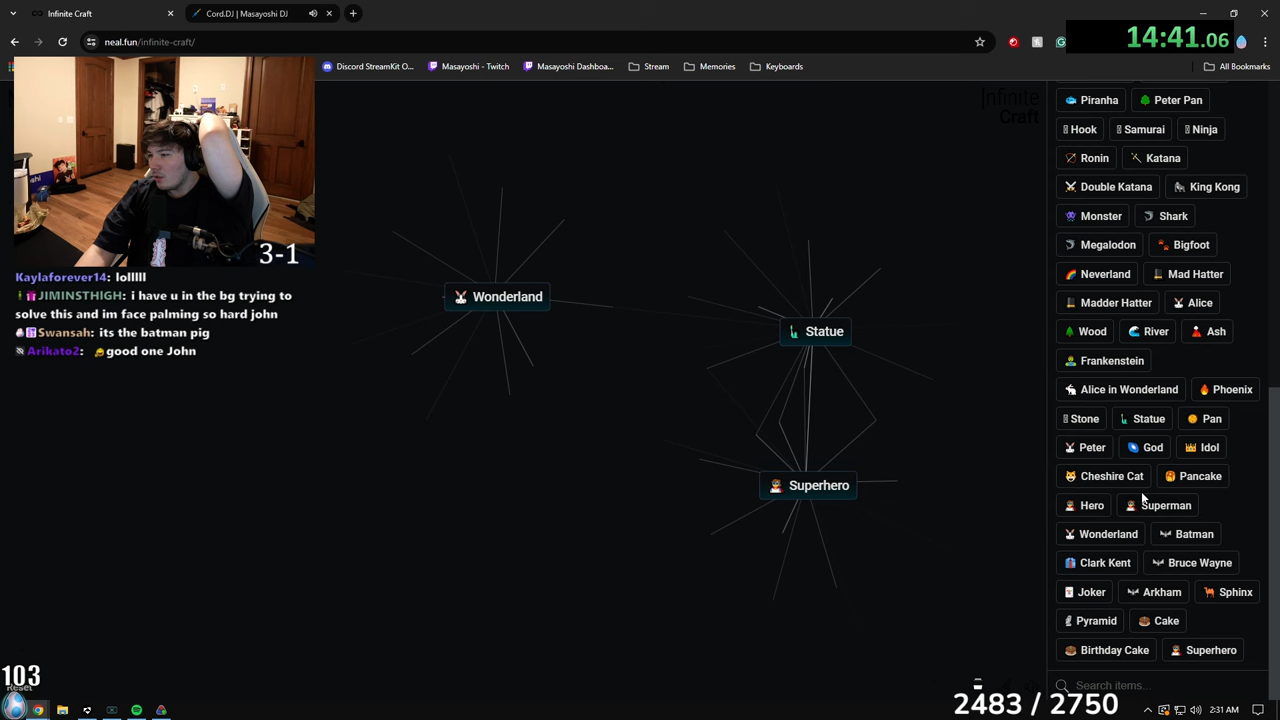 Infinite Craft
Cord.DJ | Masayoshi DJ
14:41.06
neal.fun/infinite-craft/
Discord StreamKit O...
Masayoshi - Twitch
Masayoshi Dashboa...
Stream
Memories
Keyboards
All Bookmarks
Infinite
Craft
3-1
Kaylaforever14: lolllll
JIMINSTHIGH: i have u in the bg trying to
solve this and im face palming so hard john
Swansah: its the batman pig
Arikato2: good one John
Wonderland
Statue
Superhero
Piranha Peter Pan
Hook Samurai Ninja
Ronin Katana
Double Katana King Kong
Monster Shark
Megalodon Bigfoot
Neverland Mad Hatter
Madder Hatter Alice
Wood River Ash
Frankenstein
Alice in Wonderland Phoenix
Stone Statue Pan
Peter God Idol
Cheshire Cat Pancake
Hero Superman
Wonderland Batman
Clark Kent Bruce Wayne
Joker Arkham Sphinx
Pyramid Cake
Birthday Cake Superhero
Search items...
103
Reset
2483 / 2750
2:31 AM